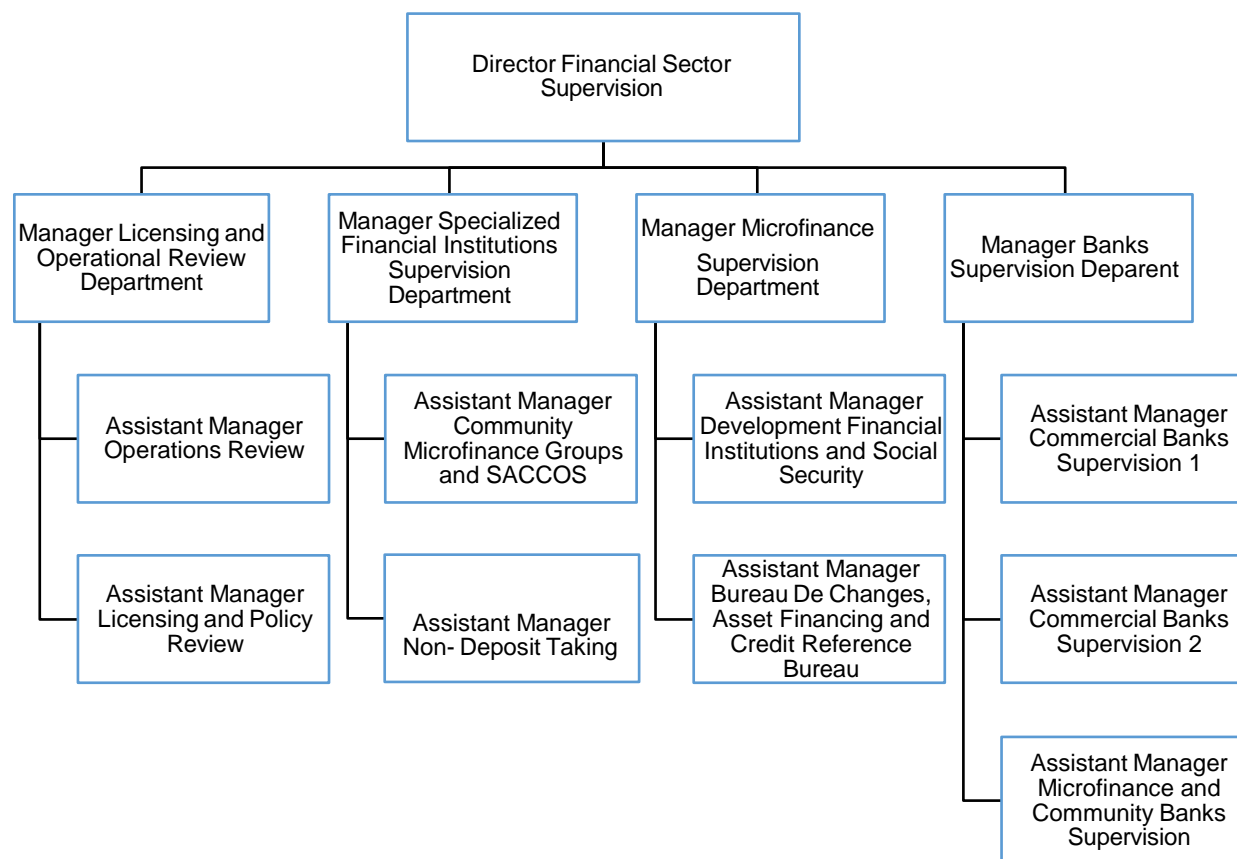 Director Financial Sector
Supervision
Manager Licensing and
Operational Review
Department
Manager Specialized
Financial Institutions
Supervision
Department
Manager Microfinance
Supervision
Department
Manager Banks
Supervision Deparent
Assistant Manager
Operations Review
Assistant Manager
Community
Microfinance Groups
and SACCOS
Assistant Manager
Development Financial
Institutions and Social
Security
Assistant Manager
Commercial Banks
Supervision 1
Assistant Manager
Licensing and Policy
Review
Assistant Manager
Non- Deposit Taking
Assistant Manager
Bureau De Changes,
Asset Financing and
Credit Reference
Bureau
Assistant Manager
Commercial Banks
Supervision 2
Assistant Manager
Microfinance and
Community Banks
Supervision